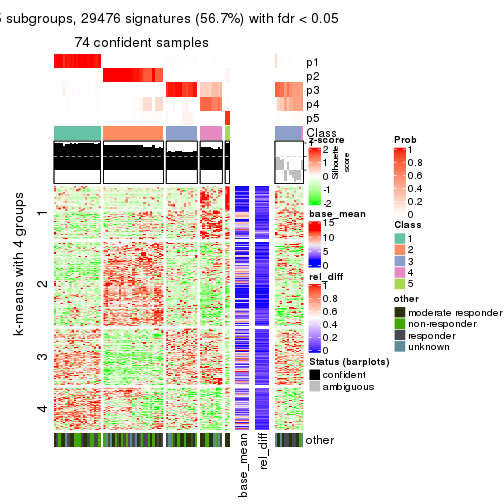 subgroups, 29476 signatures (56.7%) with fdr < 0.05
74 confident samples
p1
p2
p3
p4
p5
Class
Silhouette
score
k-means with 4 groups
1
2
3
4
other
base_mean
rel_diff
z-score
2
1
0
-1
-2
base_mean
15
10
5
0
rel_diff
1
0.8
0.6
0.4
0.2
0
Status (barplots)
confident
ambiguous
Prob
1
0.8
0.6
0.4
0.2
0
Class
1
2
3
4
5
other
moderate responder
non-responder
responder
unknown